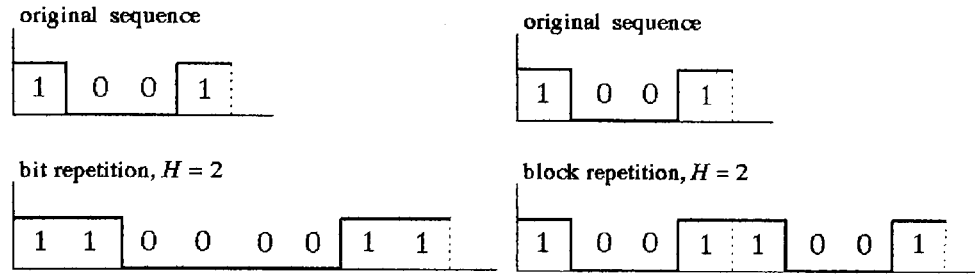 original sequence
1 0 0 1
bit repetition, H = 2
1 1 0 0 0 0 1 1
original sequence
1 0 0 1
block repetition, H = 2
1 0 0 1 1 0 0 1